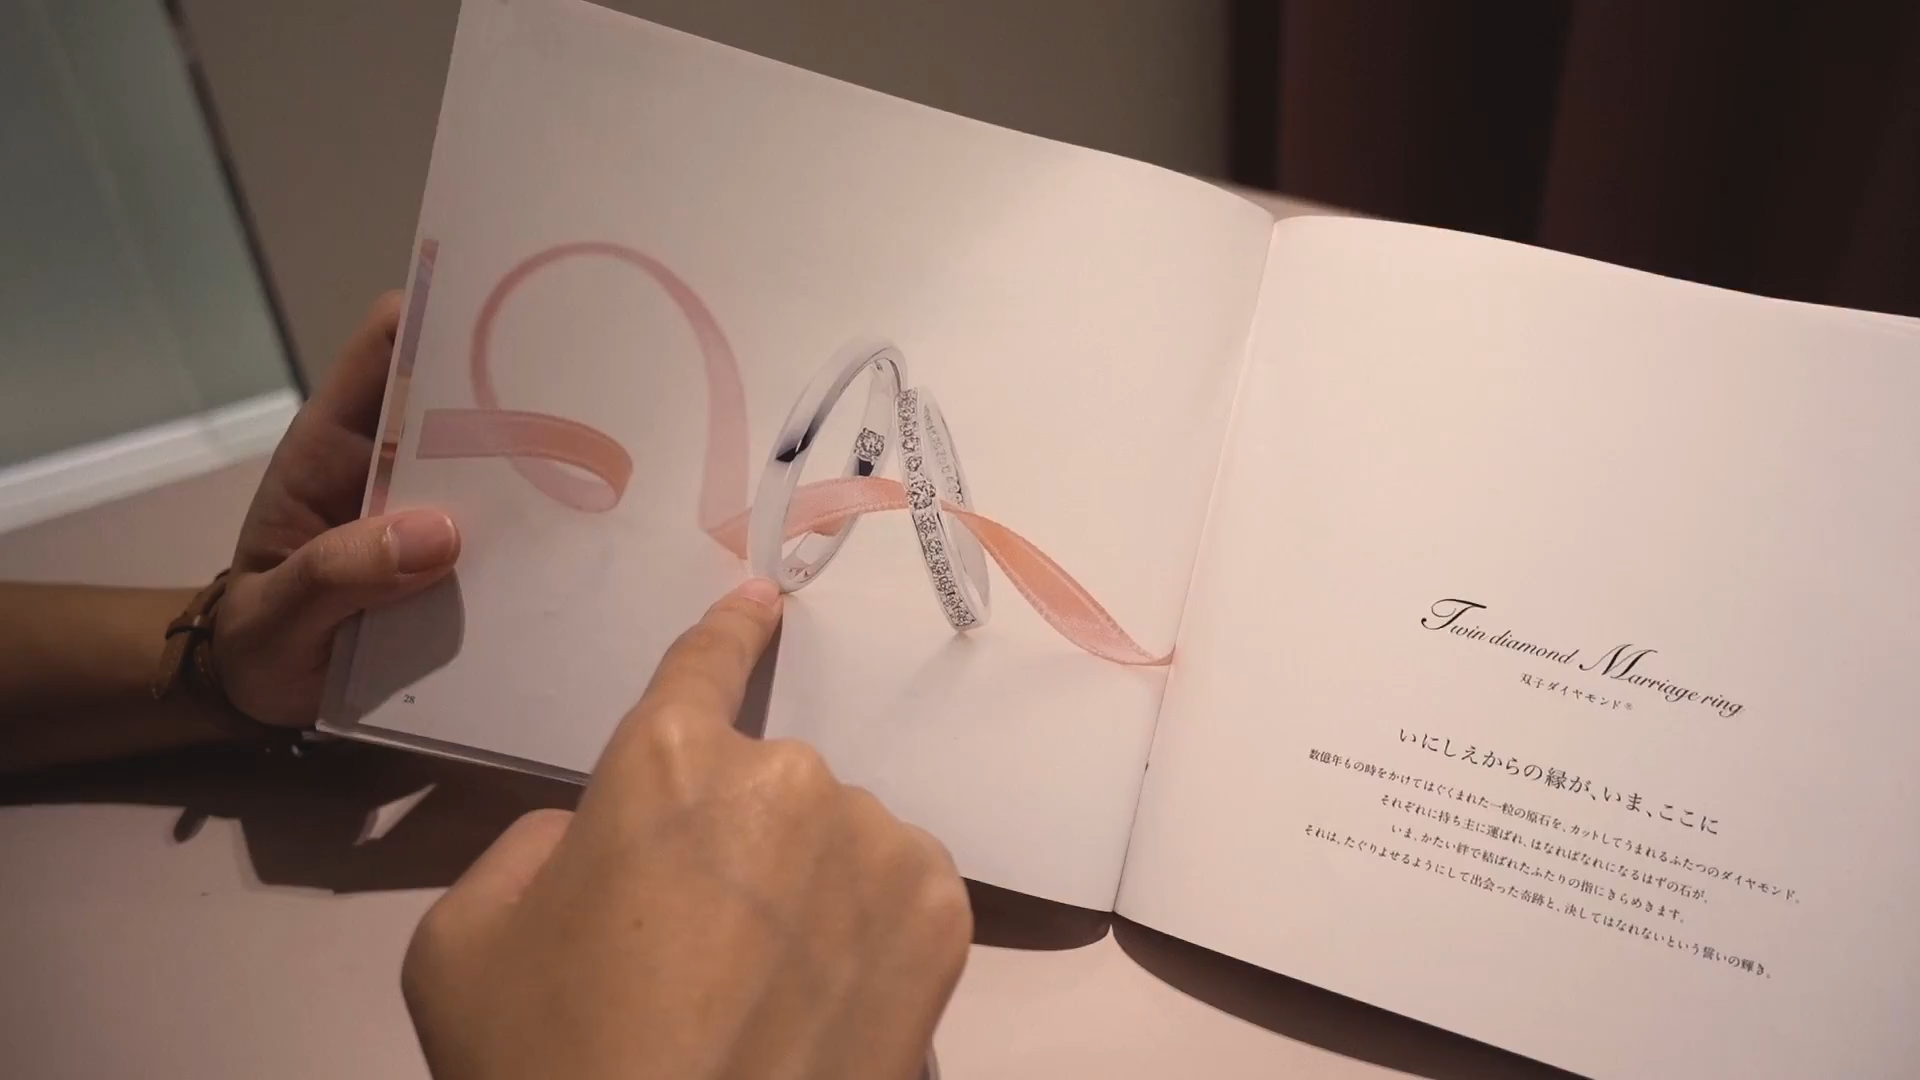 28
Twin diamond Marriage ring
双子ダイヤモンド®
いにしえからの縁が、いま、ここに
数億年もの時をかけてはぐくまれた一粒の原石を、カットしてうまれるふたつのダイヤモンド。
それぞれに持ち主に運ばれ、はなればなれになるはずの石が、
いま、かたい絆で結ばれたふたりの指にきらめきます。
それは、たぐりよせるようにして出会った奇跡と、決してはなれないという誓いの輝き。